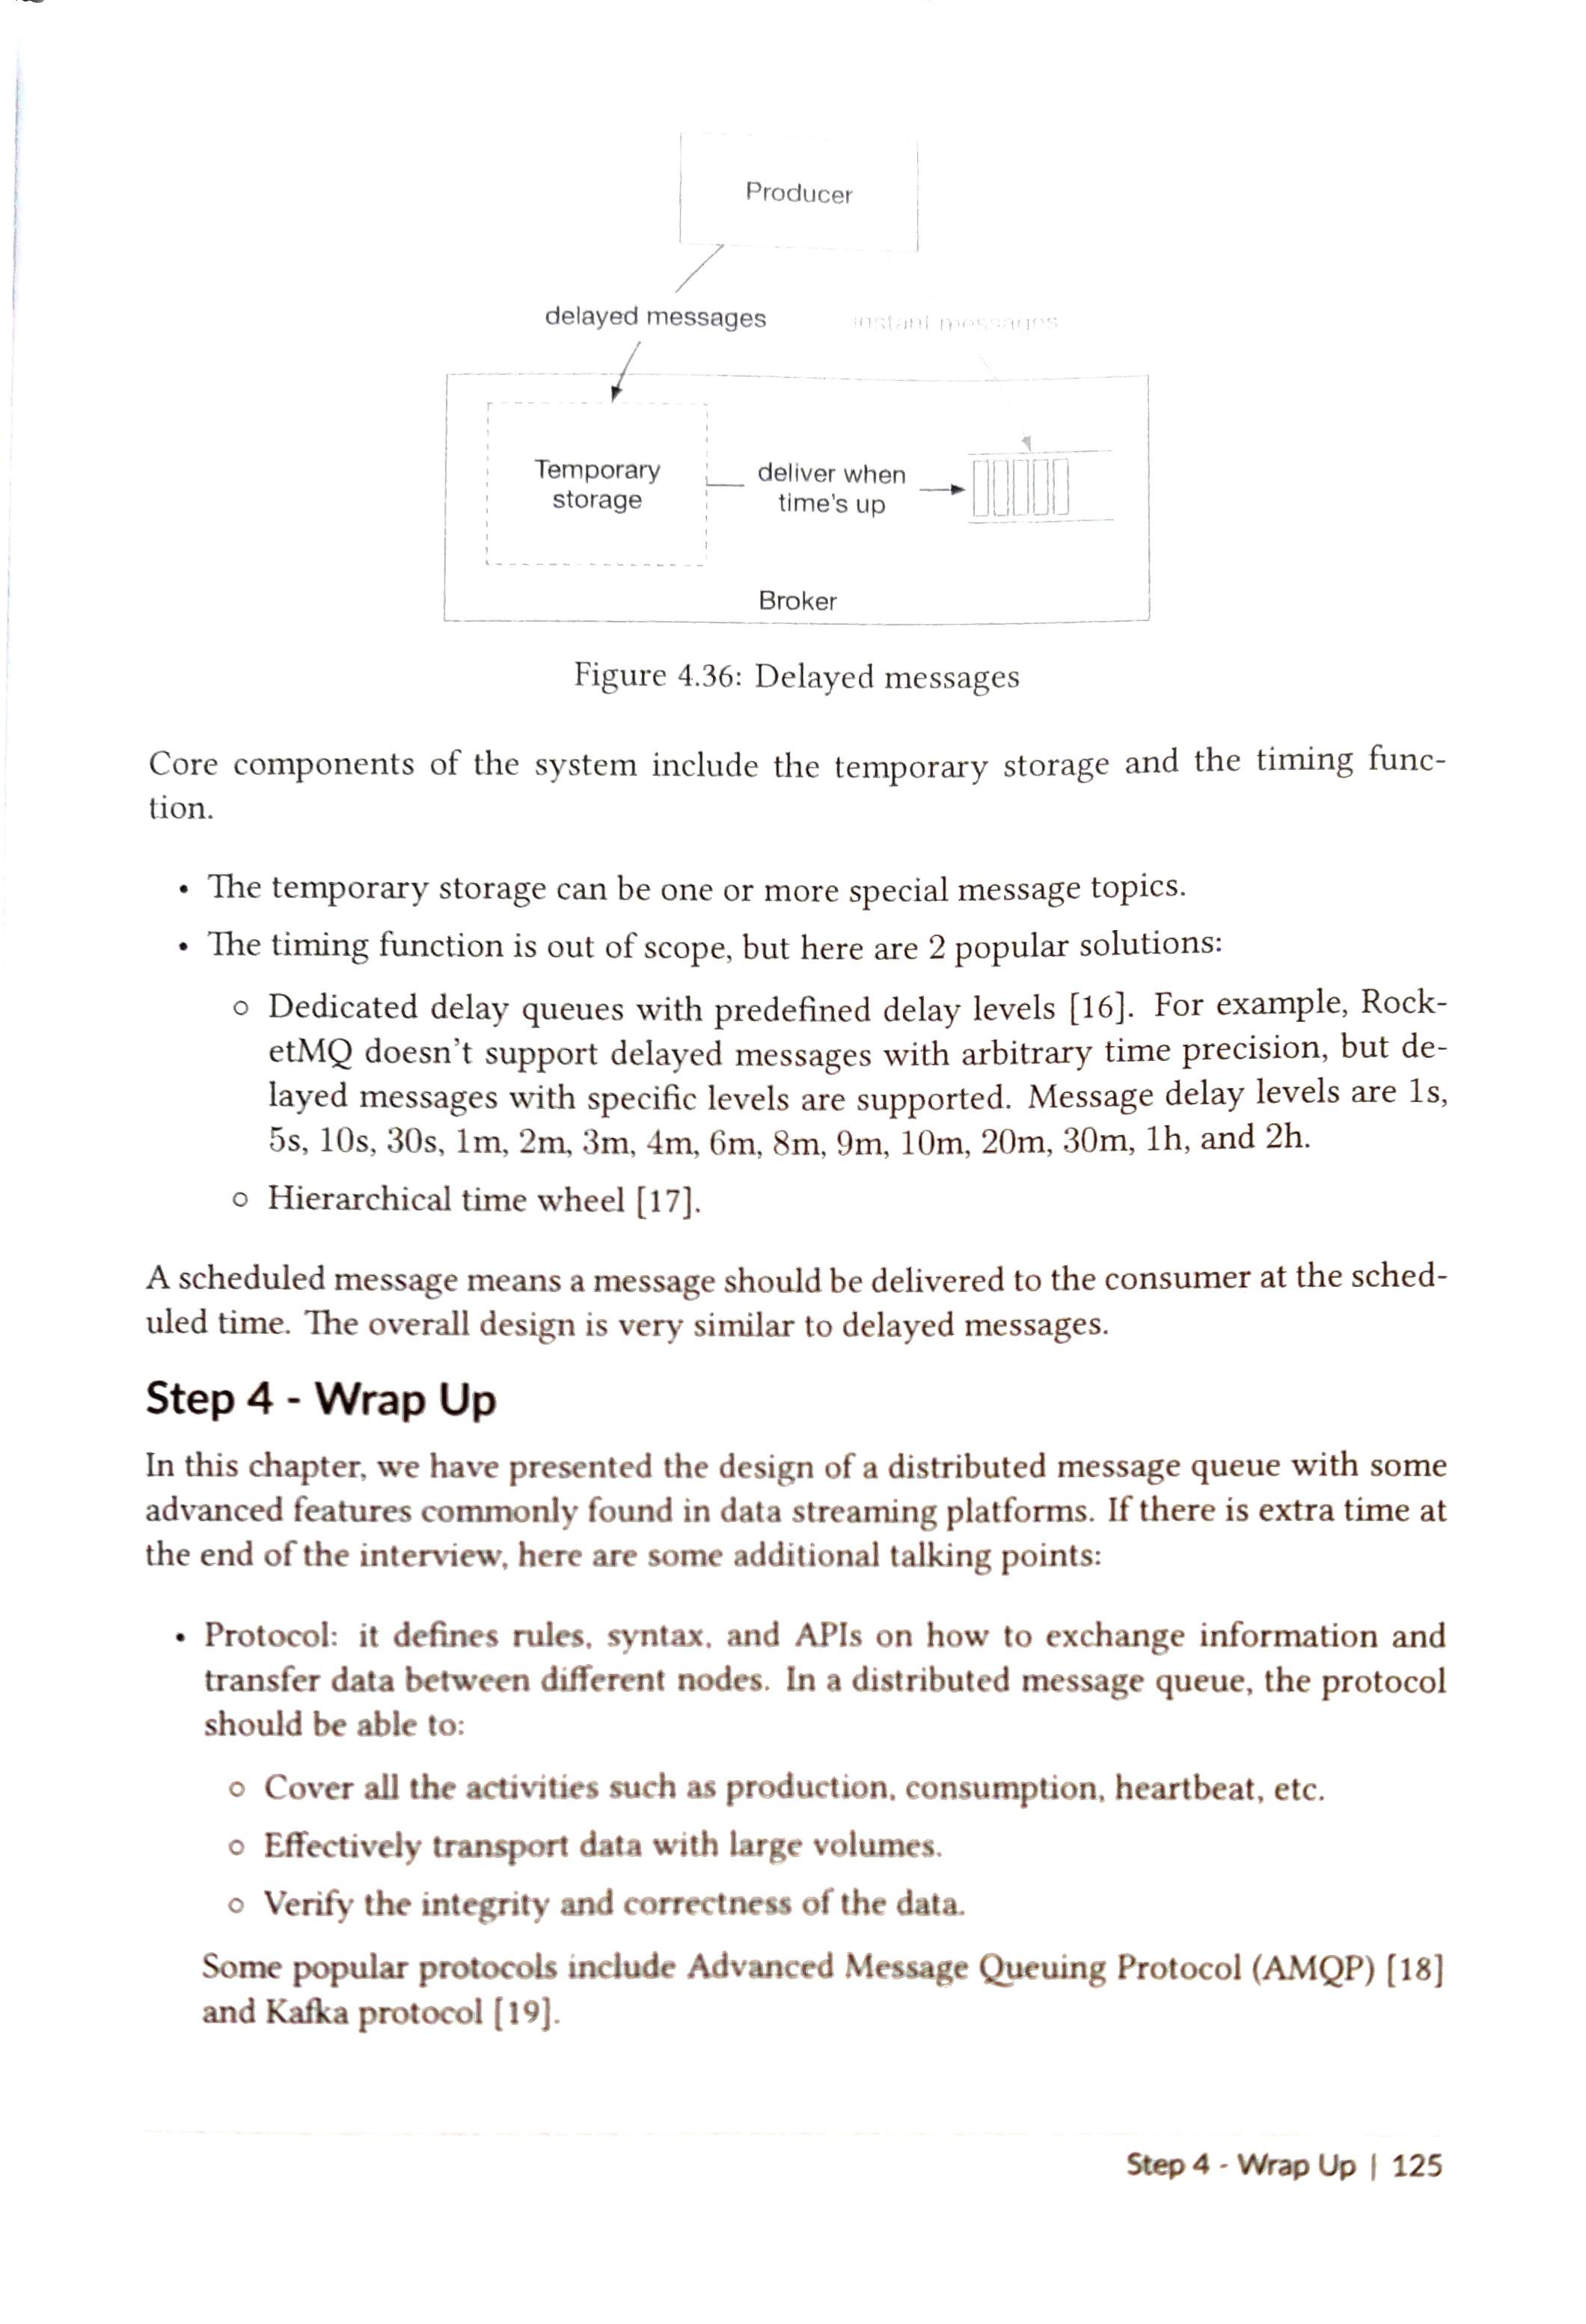 Producer
delayed messages
instant messages
Temporary
storage
deliver when
time's up
Broker
Figure 4.36: Delayed messages
Core components of the system include the temporary storage and the timing func-
tion.
• The temporary storage can be one or more special message topics.
• The timing function is out of scope, but here are 2 popular solutions:
○ Dedicated delay queues with predefined delay levels [16]. For example, Rock-
etMQ doesn't support delayed messages with arbitrary time precision, but de-
layed messages with specific levels are supported. Message delay levels are 1s,
5s, 10s, 30s, 1m, 2m, 3m, 4m, 6m, 8m, 9m, 10m, 20m, 30m, 1h, and 2h.
○ Hierarchical time wheel [17].
A scheduled message means a message should be delivered to the consumer at the sched-
uled time. The overall design is very similar to delayed messages.
Step 4 - Wrap Up
In this chapter, we have presented the design of a distributed message queue with some
advanced features commonly found in data streaming platforms. If there is extra time at
the end of the interview, here are some additional talking points:
• Protocol: it defines rules, syntax, and APIs on how to exchange information and
transfer data between different nodes. In a distributed message queue, the protocol
should be able to:
○ Cover all the activities such as production, consumption, heartbeat, etc.
○ Effectively transport data with large volumes.
○ Verify the integrity and correctness of the data.
Some popular protocols include Advanced Message Queuing Protocol (AMQP) [18]
and Kafka protocol [19].
Step 4 - Wrap Up | 125